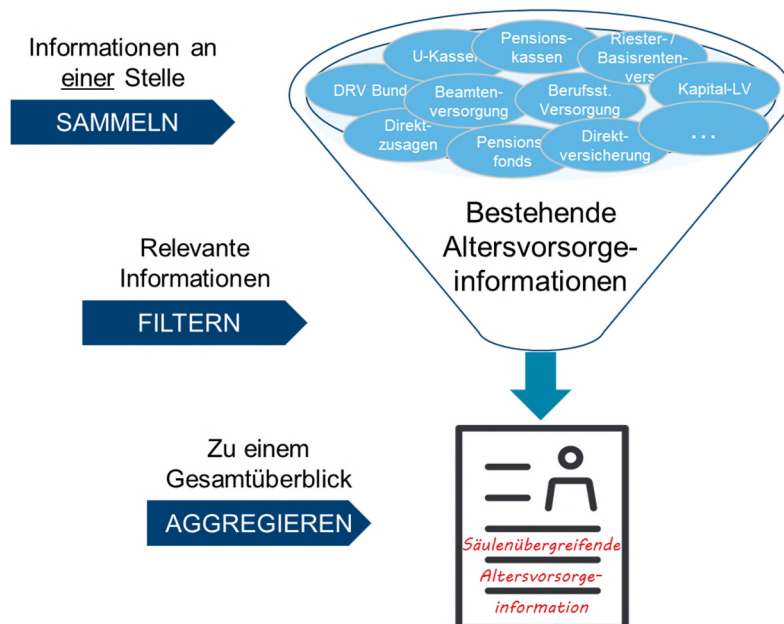 Informationen an
einer Stelle
SAMMELN
U-Kassen
Pensions-
kassen
Riester- /
Basisrenten-
vers.
DRV Bund
Beamten-
versorgung
Berufsst.
Versorgung
Kapital-LV
Direkt-
zusagen
Pensions
fonds
Direkt-
versicherung
...
Relevante
Informationen
FILTERN
Bestehende
Altersvorsorge-
informationen
Zu einem
Gesamtüberblick
AGGREGIEREN
Säulenübergreifende
Altersvorsorge-
information